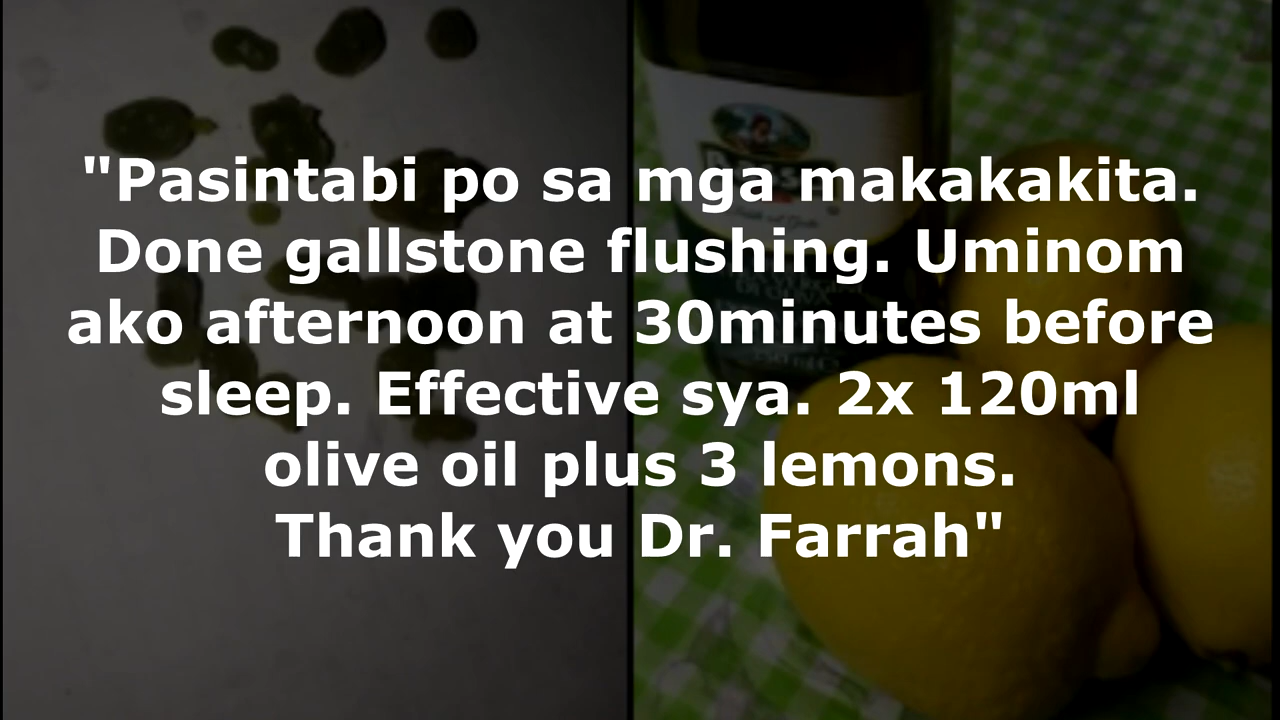 "Pasintabi po sa mga makakakita.
Done gallstone flushing. Uminom
ako afternoon at 30minutes before
sleep. Effective sya. 2x 120ml
olive oil plus 3 lemons.
Thank you Dr. Farrah"